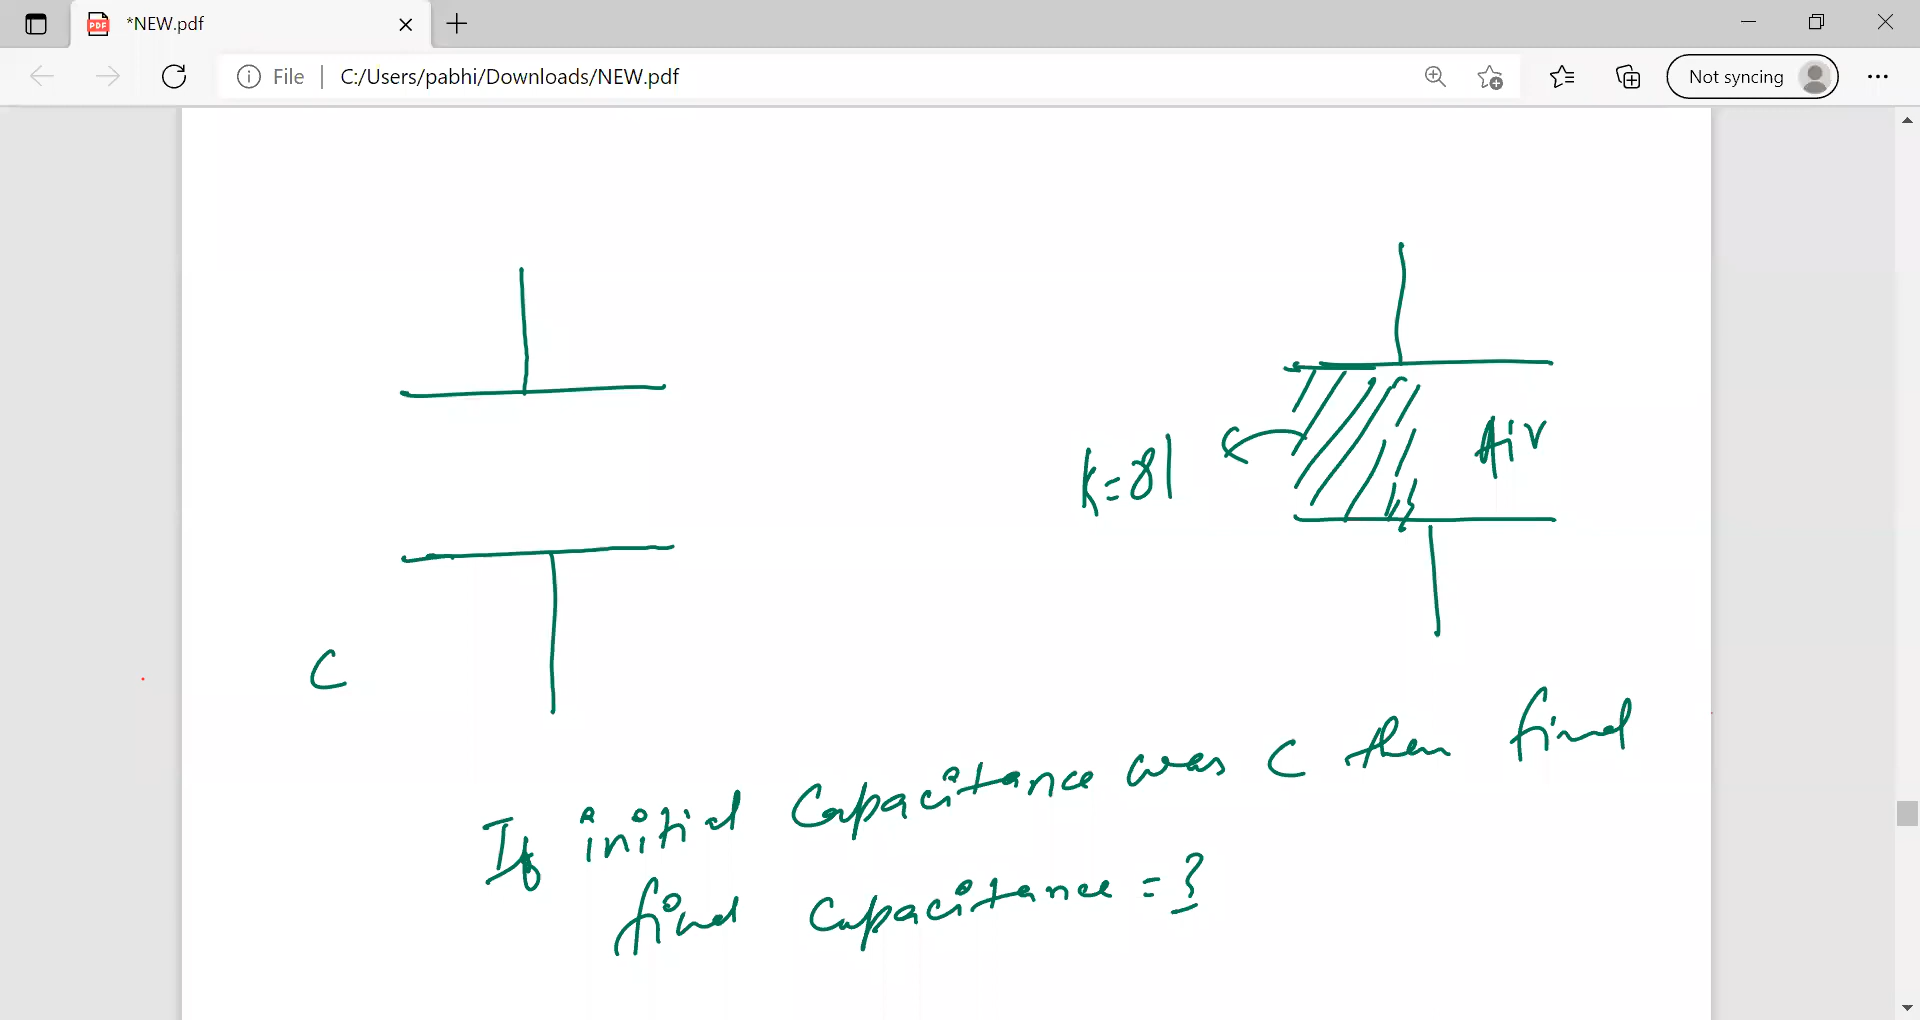 *NEW.pdf
File C:/Users/pabhi/Downloads/NEW.pdf
Not syncing
K=81
Air
C
If initial Capacitance was C then find
final Capacitance = ?